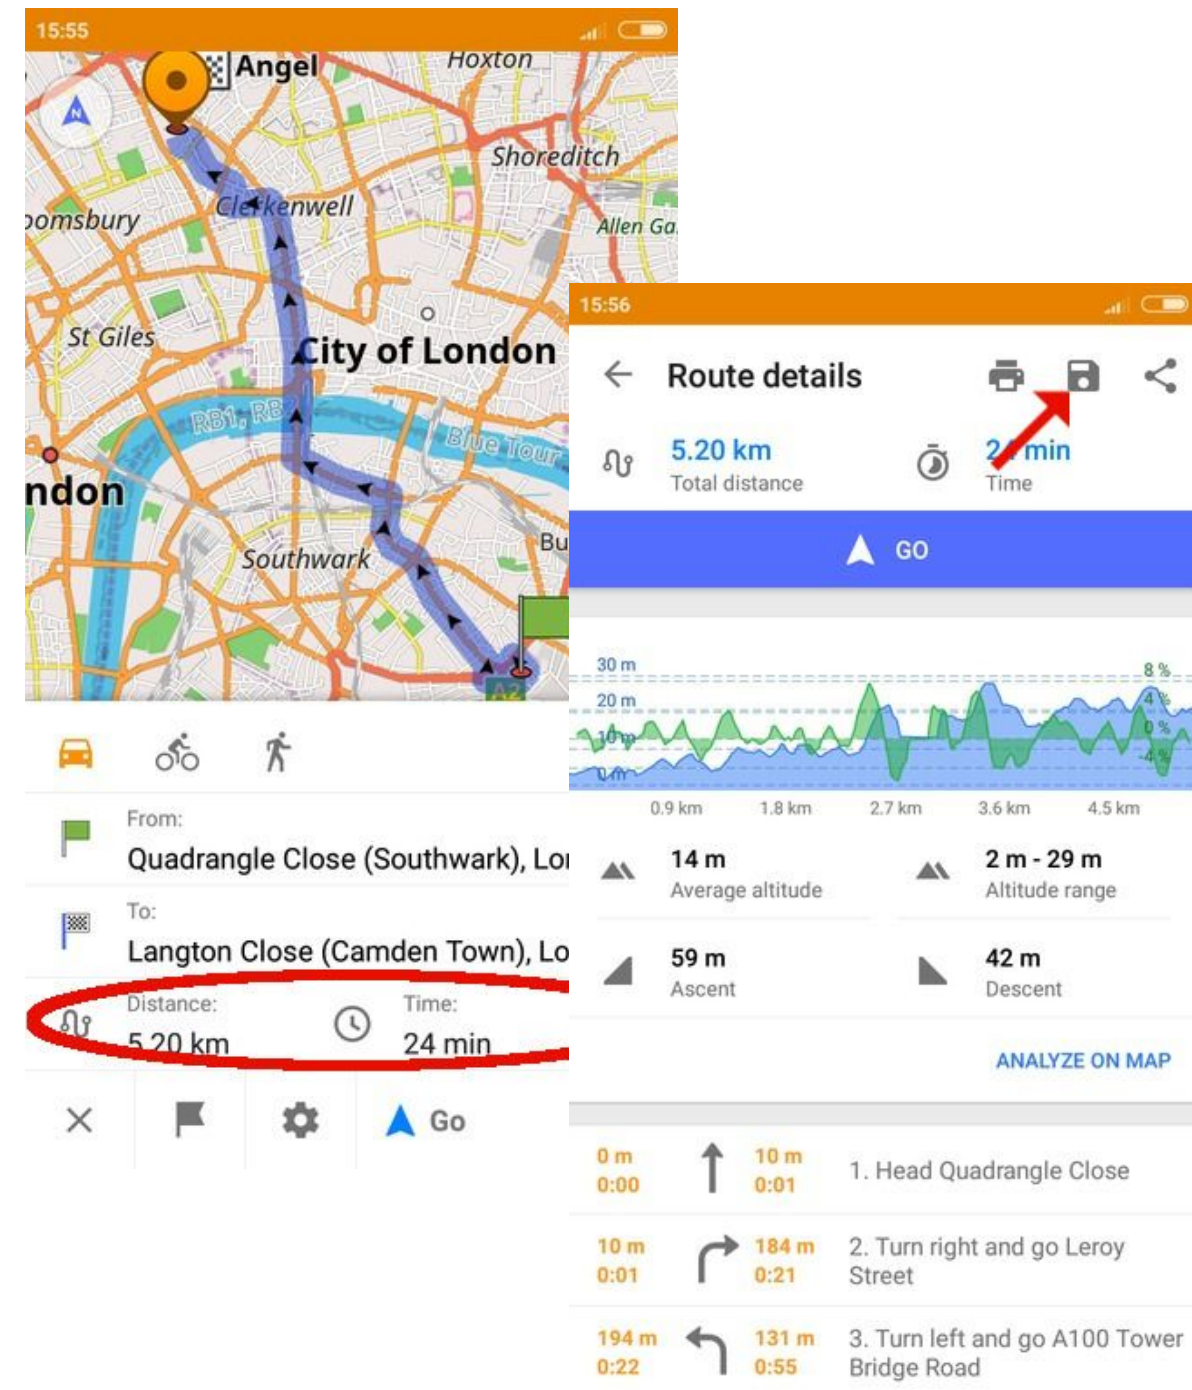 15:55
Angel
Hoxton
Shoreditch
Clerkenwell
oomsbury
Allen Ga
St Giles
City of London
RB1, RB
Blue Tour
ndon
Southwark
Bu
A2
From:
Quadrangle Close (Southwark), Lo
To:
Langton Close (Camden Town), Lo
Distance:
5.20 km
Time:
24 min
Go
15:56
Route details
5.20 km
Total distance
24 min
Time
GO
30 m
20 m
10 m
0 m
8 %
4 %
0 %
-4 %
0.9 km 1.8 km 2.7 km 3.6 km 4.5 km
14 m
Average altitude
2 m - 29 m
Altitude range
59 m
Ascent
42 m
Descent
ANALYZE ON MAP
0 m
0:00
10 m
0:01
1. Head Quadrangle Close
10 m
0:01
184 m
0:21
2. Turn right and go Leroy
Street
194 m
0:22
131 m
0:55
3. Turn left and go A100 Tower
Bridge Road